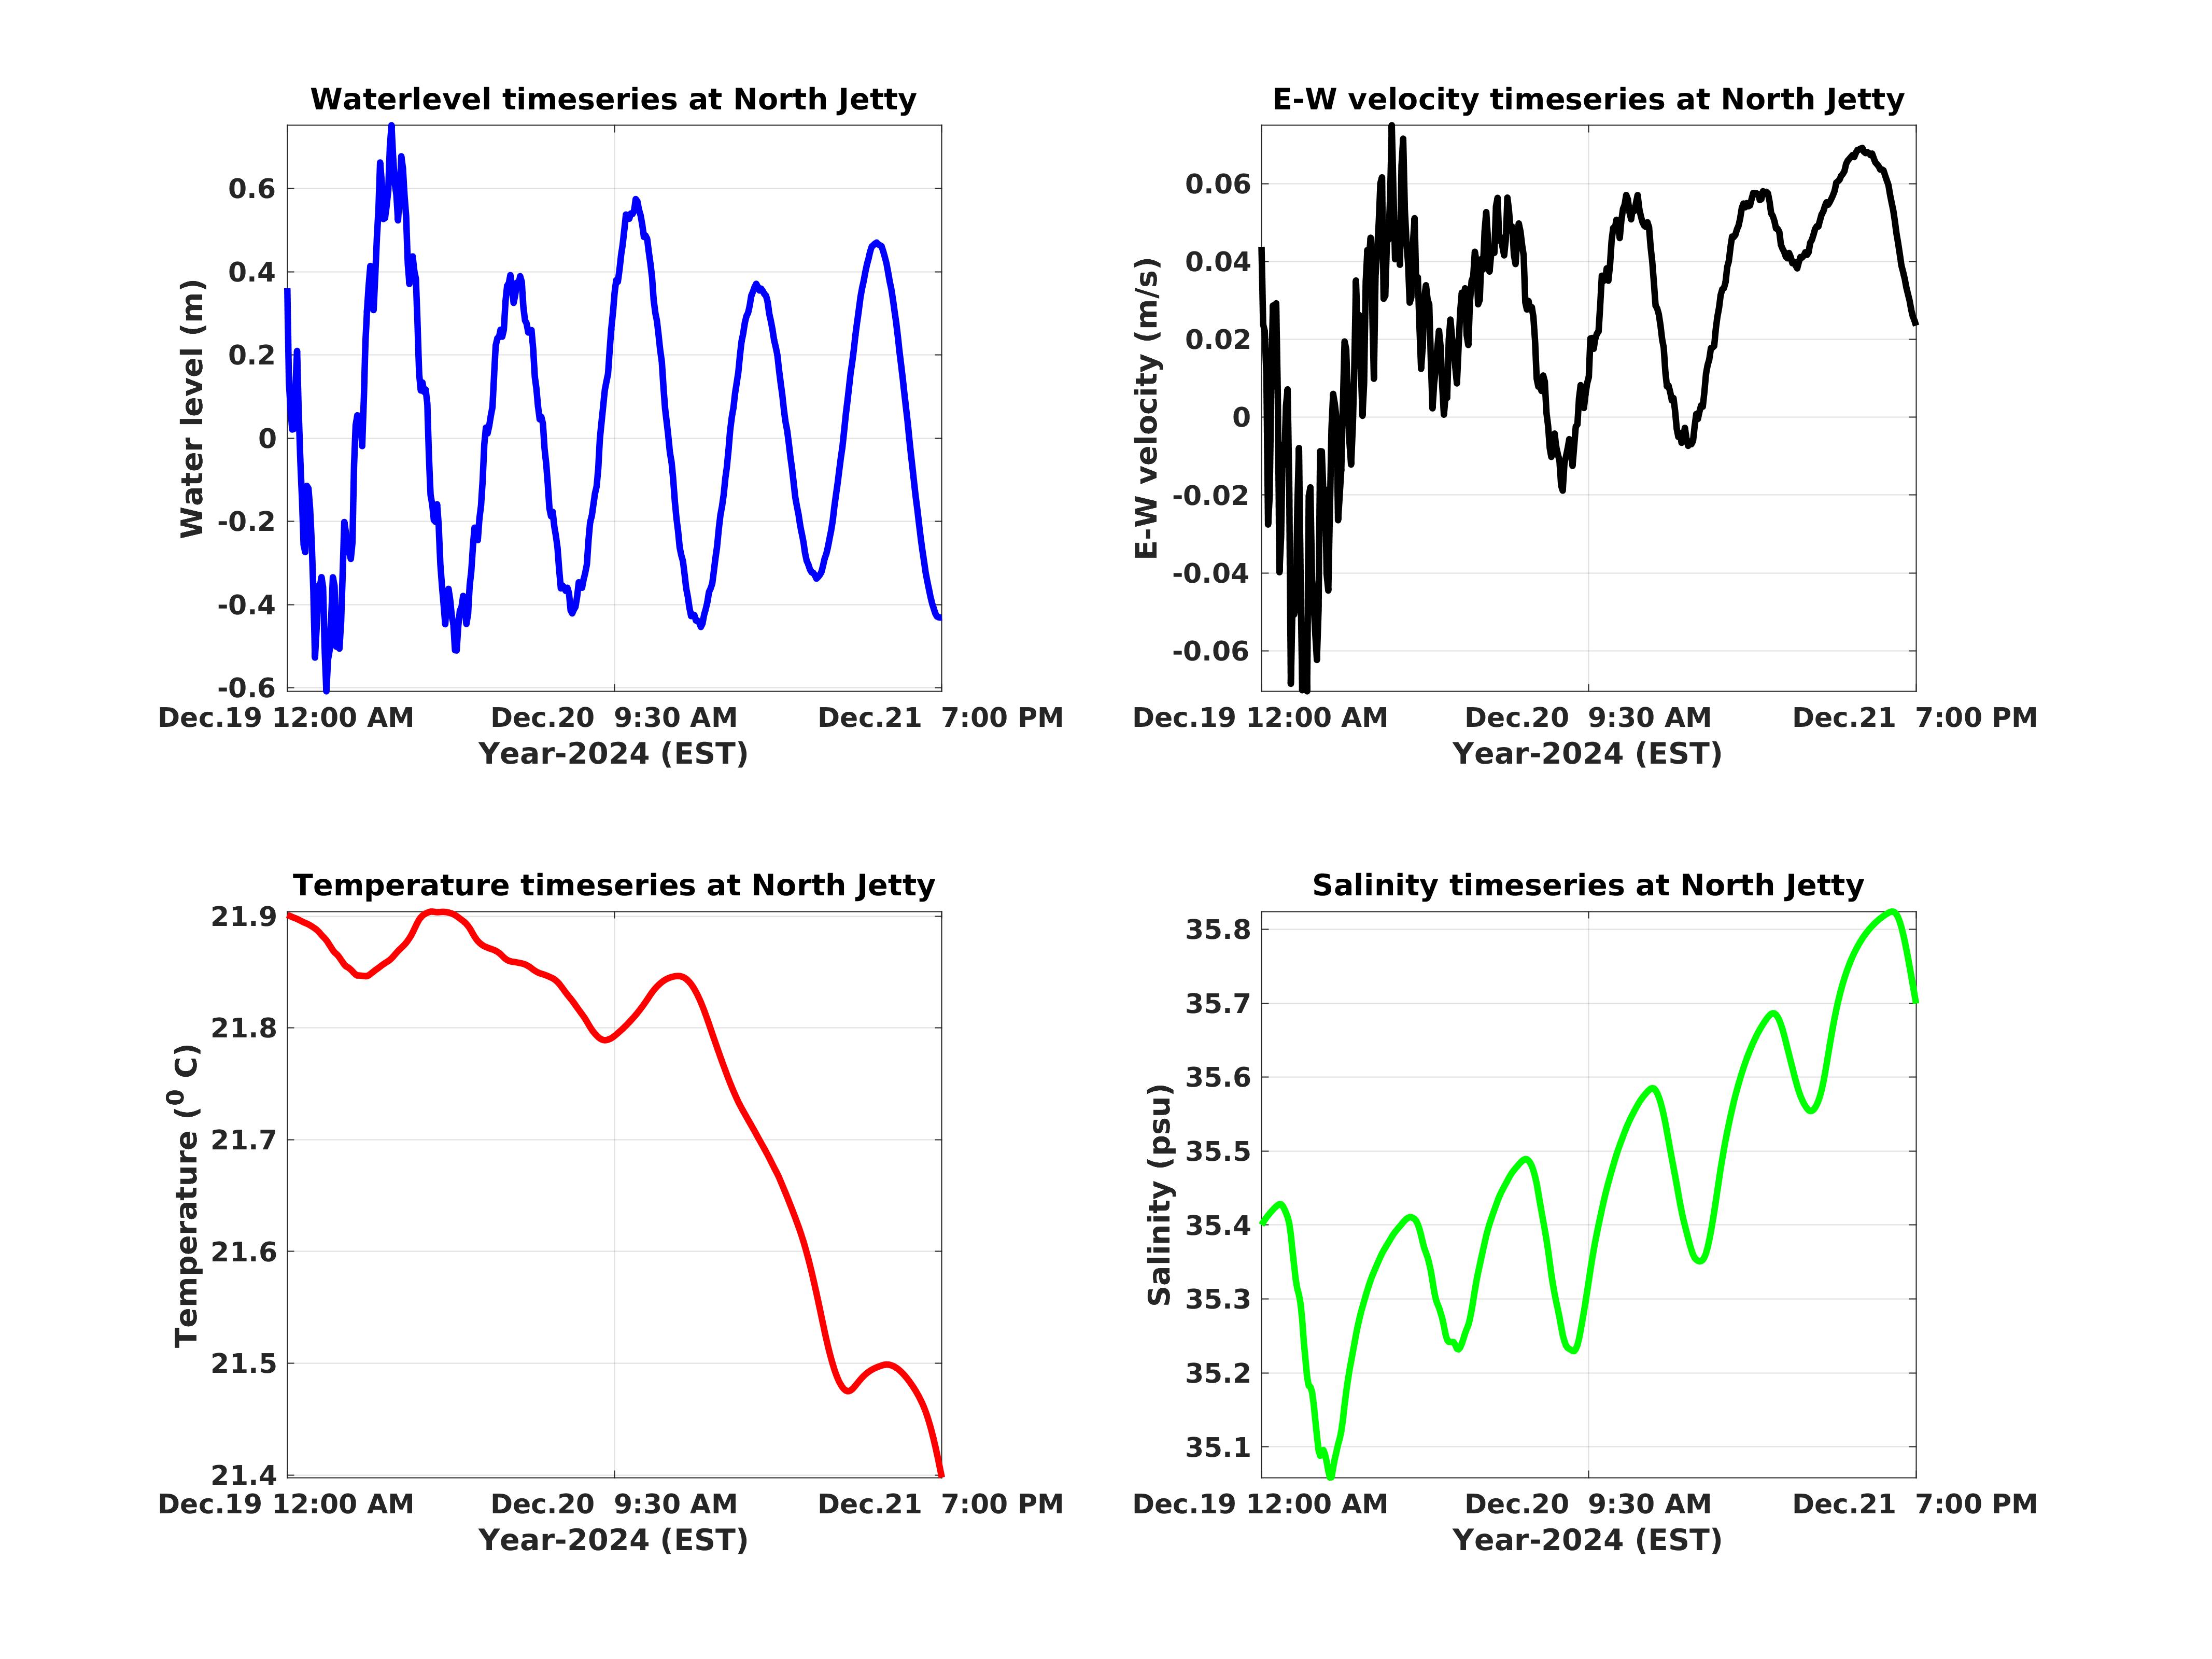 Waterlevel timeseries at North Jetty
Water level (m)
0.6
0.4
0.2
0
-0.2
-0.4
-0.6
Dec.19 12:00 AM Dec.20 9:30 AM Dec.21 7:00 PM
Year-2024 (EST)
E-W velocity timeseries at North Jetty
E-W velocity (m/s)
0.06
0.04
0.02
0
-0.02
-0.04
-0.06
Dec.19 12:00 AM Dec.20 9:30 AM Dec.21 7:00 PM
Year-2024 (EST)
Temperature timeseries at North Jetty
Temperature (⁰ C)
21.9
21.8
21.7
21.6
21.5
21.4
Dec.19 12:00 AM Dec.20 9:30 AM Dec.21 7:00 PM
Year-2024 (EST)
Salinity timeseries at North Jetty
Salinity (psu)
35.8
35.7
35.6
35.5
35.4
35.3
35.2
35.1
Dec.19 12:00 AM Dec.20 9:30 AM Dec.21 7:00 PM
Year-2024 (EST)